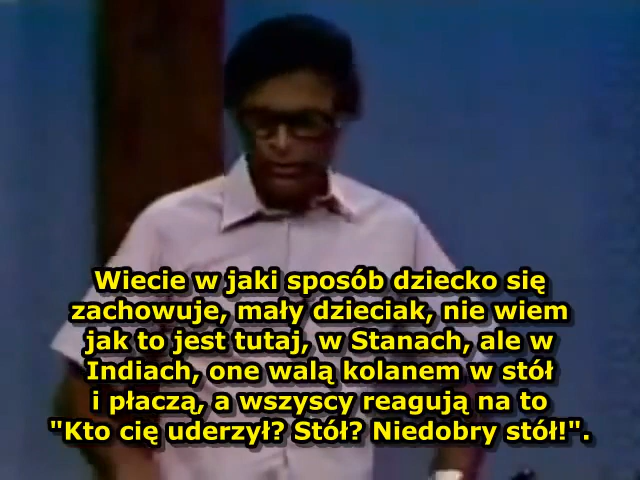 Wiecie w jaki sposób dziecko się
zachowuje, mały dzieciak, nie wiem
jak to jest tutaj, w Stanach, ale w
Indiach, one walą kolanem w stół
i płaczą, a wszyscy reagują na to
"Kto cię uderzył? Stół? Niedobry stół!".